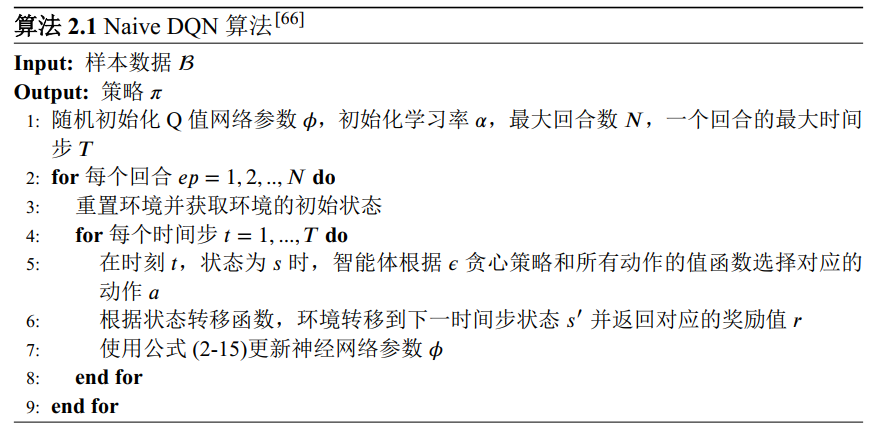 算法 2.1 Naive DQN 算法[66]
Input: 样本数据 𝓑
Output: 策略 π
1: 随机初始化 Q 值网络参数 ϕ，初始化学习率 α，最大回合数 N，一个回合的最大时间
步 T
2: for 每个回合 ep = 1, 2, .., N do
3: 重置环境并获取环境的初始状态
4: for 每个时间步 t = 1, ..., T do
5: 在时刻 t，状态为 s 时，智能体根据 ϵ 贪心策略和所有动作的值函数选择对应的
动作 a
6: 根据状态转移函数，环境转移到下一时间步状态 s′ 并返回对应的奖励值 r
7: 使用公式 (2-15)更新神经网络参数 ϕ
8: end for
9: end for